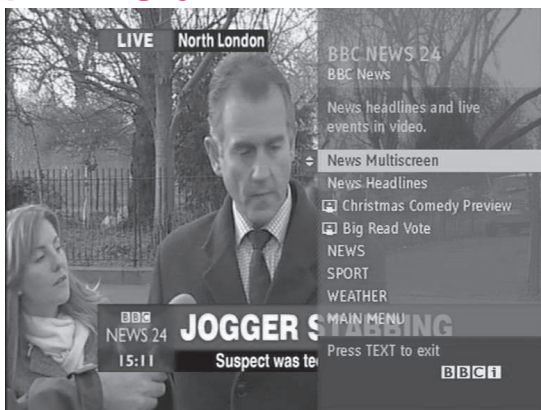 LIVE North London
BBC NEWS 24
BBC News
News headlines and live
events in video.
News Multiscreen
News Headlines
Christmas Comedy Preview
Big Read Vote
NEWS
SPORT
WEATHER
MAIN MENU
Press TEXT to exit
BBCi
BBC
NEWS 24
15:11
JOGGER STABBING
Suspect was